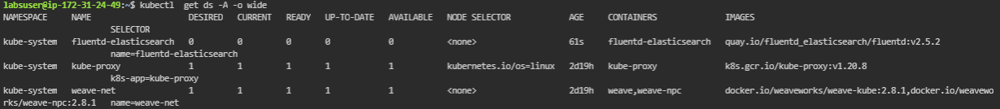 labsuser@ip-172-31-24-49:~$ kubectl  get ds -A -o wide
NAMESPACE     NAME                    DESIRED   CURRENT   READY   UP-TO-DATE   AVAILABLE   NODE SELECTOR            AGE     CONTAINERS              IMAGES
                    SELECTOR
kube-system   fluentd-elasticsearch   0         0         0       0            0           <none>                   61s     fluentd-elasticsearch   quay.io/fluentd_elasticsearch/fluentd:v2.5.2
                    name=fluentd-elasticsearch
kube-system   kube-proxy              1         1         1       1            1           kubernetes.io/os=linux   2d19h   kube-proxy              k8s.gcr.io/kube-proxy:v1.20.8
                    k8s-app=kube-proxy
kube-system   weave-net               1         1         1       1            1           <none>                   2d19h   weave,weave-npc         docker.io/weaveworks/weave-kube:2.8.1,docker.io/weavewo
rks/weave-npc:2.8.1   name=weave-net